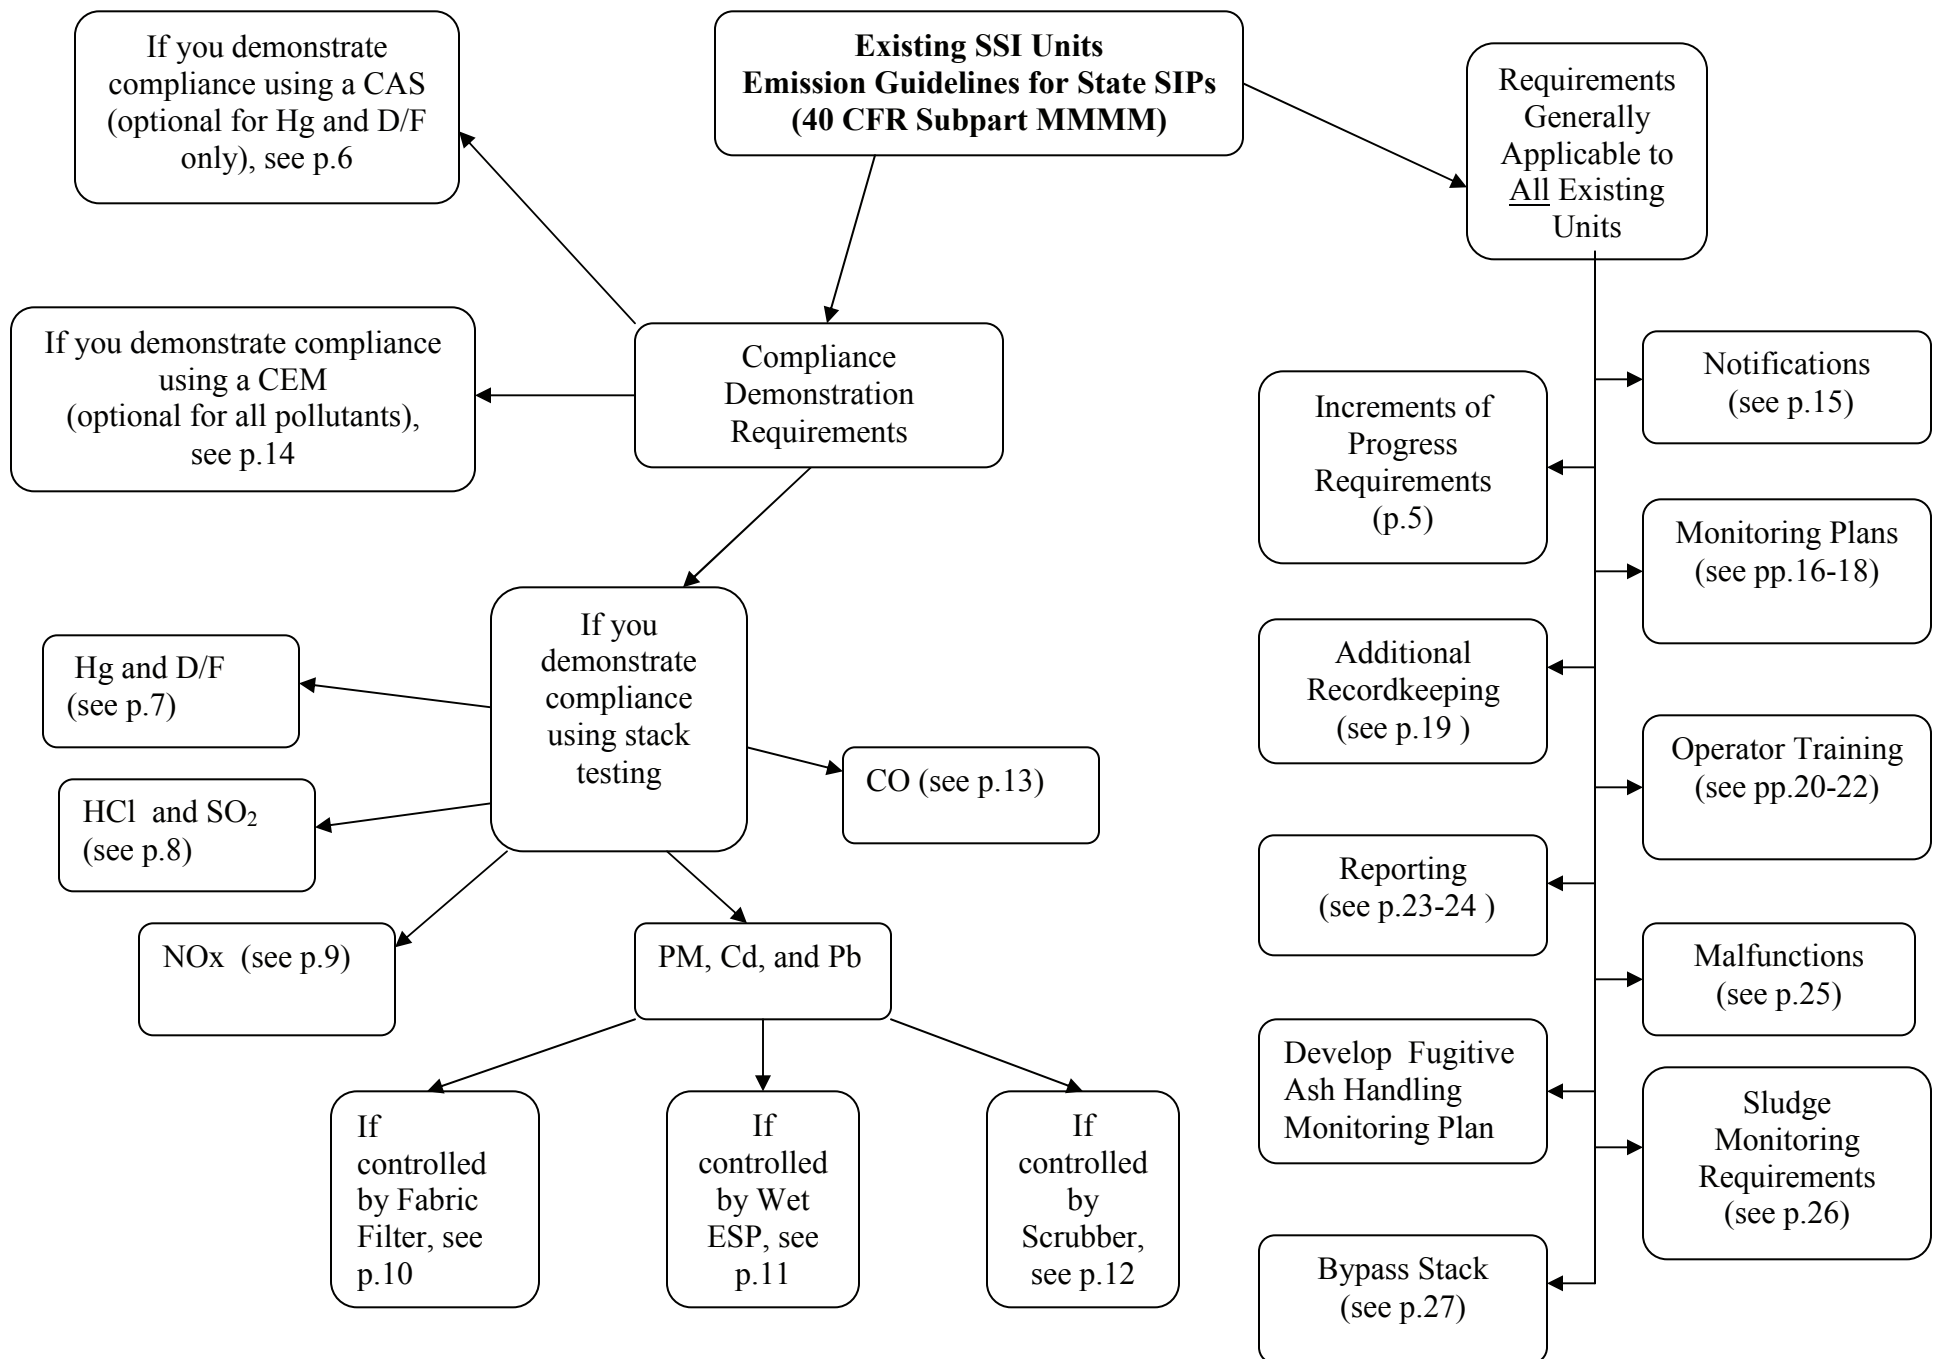 If you demonstrate
compliance using a CAS
(optional for Hg and D/F
only), see p.6
Existing SSI Units
Emission Guidelines for State SIPs
(40 CFR Subpart MMMM)
Requirements
Generally
Applicable to
All Existing
Units
If you demonstrate compliance
using a CEM
(optional for all pollutants),
see p.14
Compliance
Demonstration
Requirements
Notifications
(see p.15)
Increments of
Progress
Requirements
(p.5)
Monitoring Plans
(see pp.16-18)
If you
demonstrate
compliance
using stack
testing
Hg and D/F
(see p.7)
HCl  and SO₂
(see p.8)
NOx  (see p.9)
CO (see p.13)
PM, Cd, and Pb
If
controlled
by Fabric
Filter, see
p.10
If
controlled
by Wet
ESP, see
p.11
If
controlled
by
Scrubber,
see p.12
Additional
Recordkeeping
(see p.19 )
Operator Training
(see pp.20-22)
Reporting
(see p.23-24 )
Malfunctions
(see p.25)
Develop  Fugitive
Ash Handling
Monitoring Plan
Sludge
Monitoring
Requirements
(see p.26)
Bypass Stack
(see p.27)